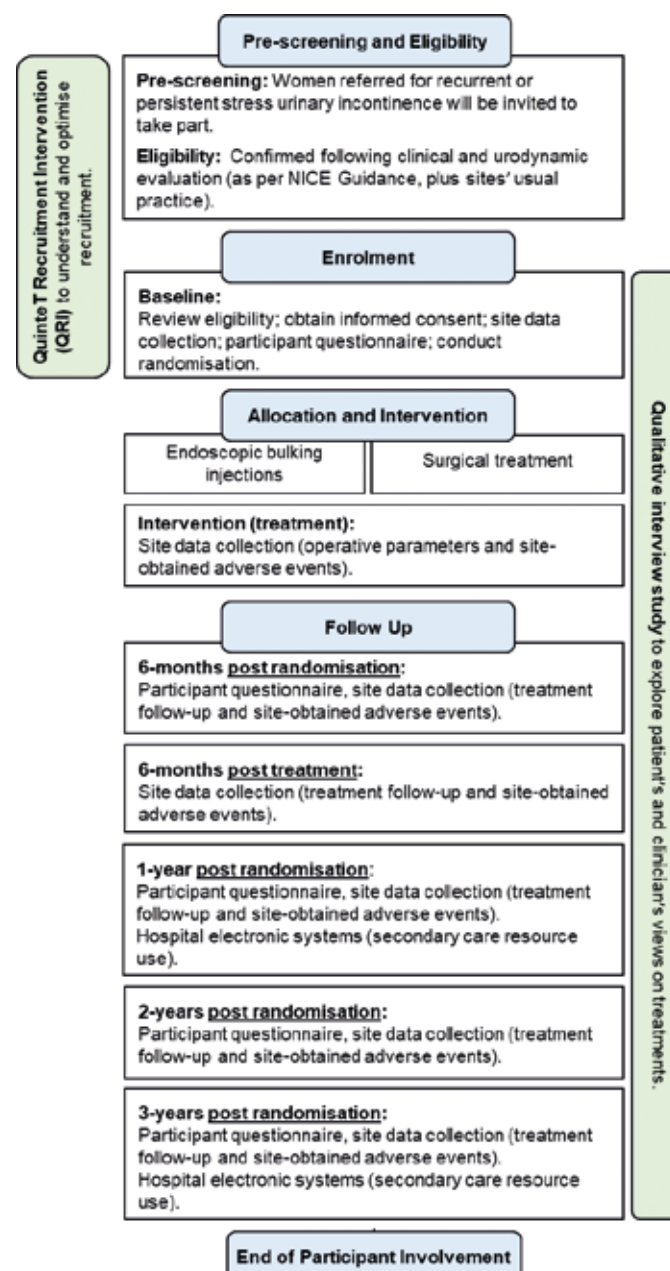 Pre-screening and Eligibility
QuinteT Recruitment Intervention
(QRI) to understand and optimise
recruitment.
Pre-screening: Women referred for recurrent or
persistent stress urinary incontinence will be invited to
take part.
Eligibility: Confirmed following clinical and urodynamic
evaluation (as per NICE Guidance, plus sites' usual
practice).
Enrolment
Baseline:
Review eligibility; obtain informed consent; site data
collection; participant questionnaire; conduct
randomisation.
Allocation and Intervention
Endoscopic bulking
injections
Surgical treatment
Intervention (treatment):
Site data collection (operative parameters and site-
obtained adverse events).
Follow Up
6-months post randomisation:
Participant questionnaire, site data collection (treatment
follow-up and site-obtained adverse events).
6-months post treatment:
Site data collection (treatment follow-up and site-obtained
adverse events).
1-year post randomisation:
Participant questionnaire, site data collection (treatment
follow-up and site-obtained adverse events).
Hospital electronic systems (secondary care resource
use).
2-years post randomisation:
Participant questionnaire, site data collection (treatment
follow-up and site-obtained adverse events).
3-years post randomisation:
Participant questionnaire, site data collection (treatment
follow-up and site-obtained adverse events).
Hospital electronic systems (secondary care resource
use).
Qualitative interview study to explore patient's and clinician's views on treatments.
End of Participant Involvement